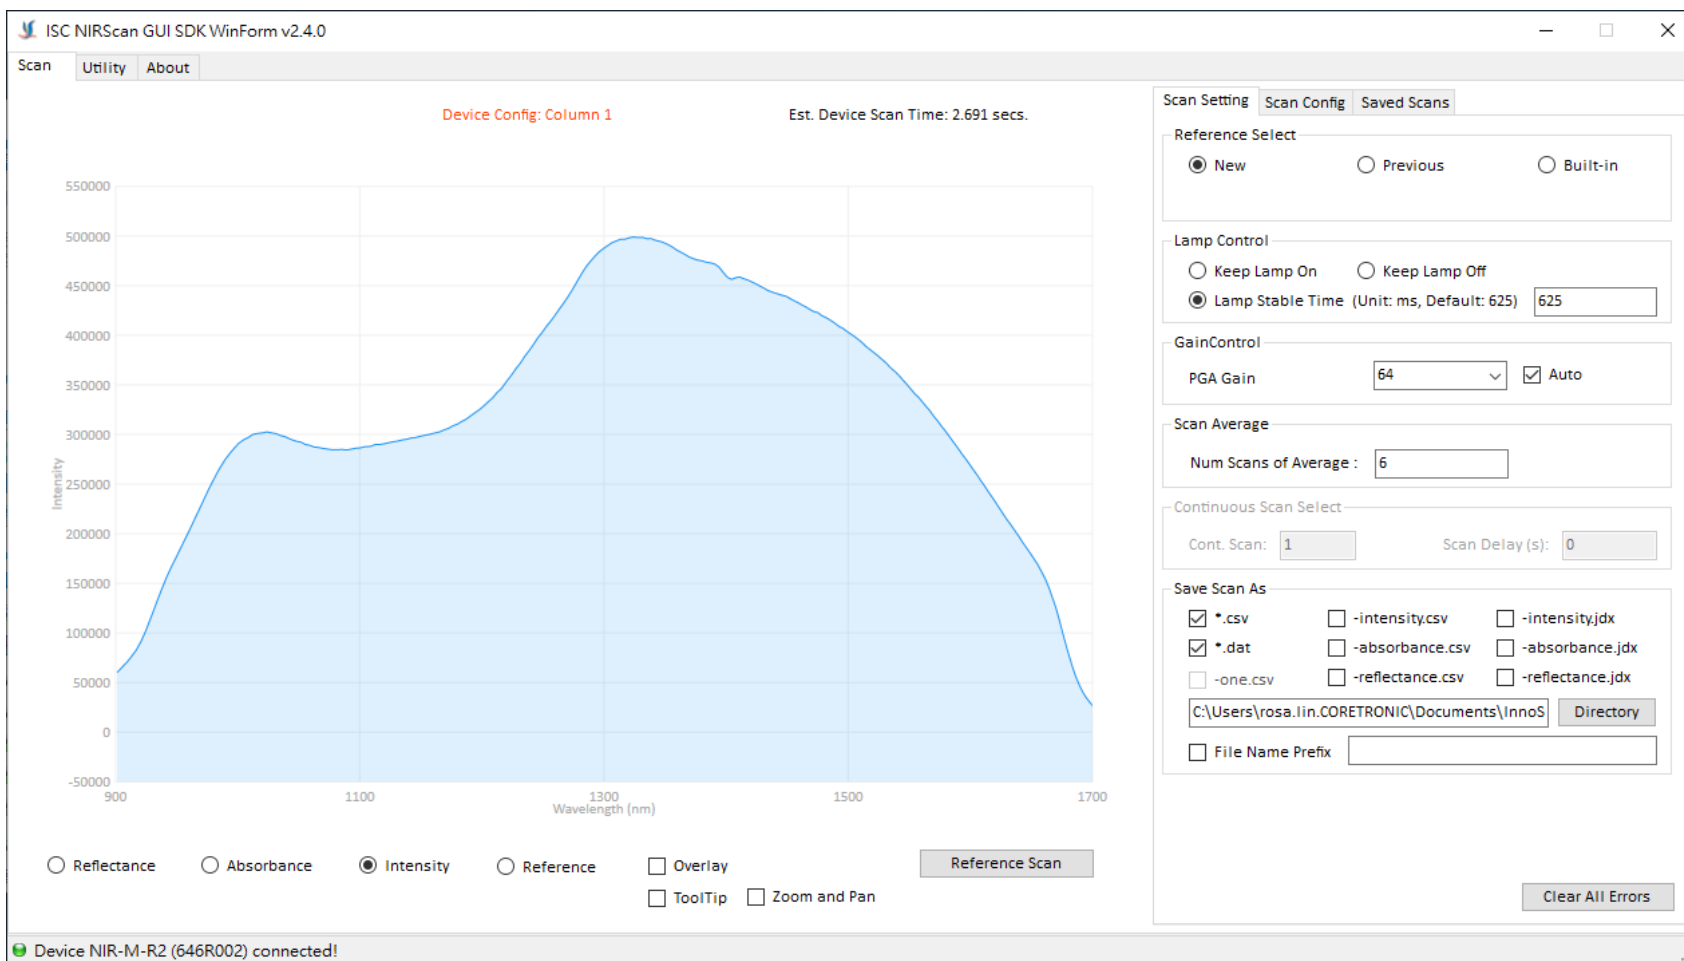 ISC NIRScan GUI SDK WinForm v2.4.0
Scan Utility About
Device Config: Column 1 Est. Device Scan Time: 2.691 secs.
550000
500000
450000
400000
350000
300000
250000
200000
150000
100000
50000
0
-50000
Intensity
900 1100 1300 1500 1700
Wavelength (nm)
Reflectance Absorbance Intensity Reference Overlay
ToolTip Zoom and Pan
Reference Scan
Scan Setting Scan Config Saved Scans
Reference Select
New Previous Built-in
Lamp Control
Keep Lamp On Keep Lamp Off
Lamp Stable Time (Unit: ms, Default: 625) 625
GainControl
PGA Gain 64 Auto
Scan Average
Num Scans of Average : 6
Continuous Scan Select
Cont. Scan: 1 Scan Delay (s): 0
Save Scan As
*.csv -intensity.csv -intensity.jdx
*.dat -absorbance.csv -absorbance.jdx
-one.csv -reflectance.csv -reflectance.jdx
C:\Users\rosa.lin.CORETRONIC\Documents\InnoS Directory
File Name Prefix
Clear All Errors
Device NIR-M-R2 (646R002) connected!